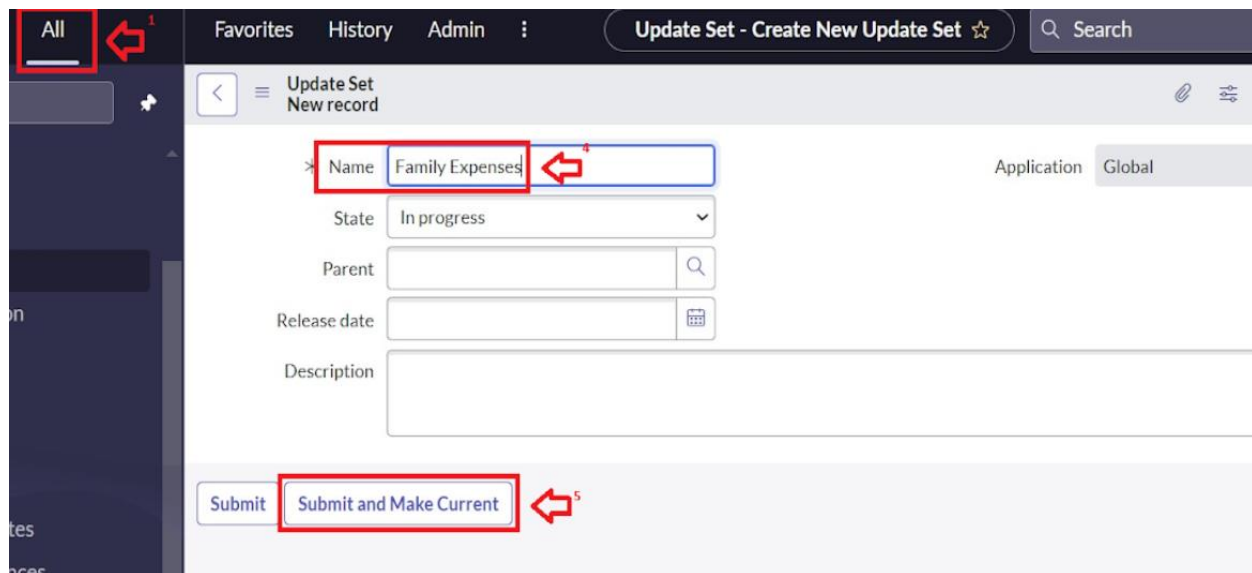 All 1 Favorites History Admin Update Set - Create New Update Set Search
Update Set
New record
* Name Family Expenses 4 Application Global
State In progress
Parent
Release date
on
Description
Submit Submit and Make Current 5
tes
nces